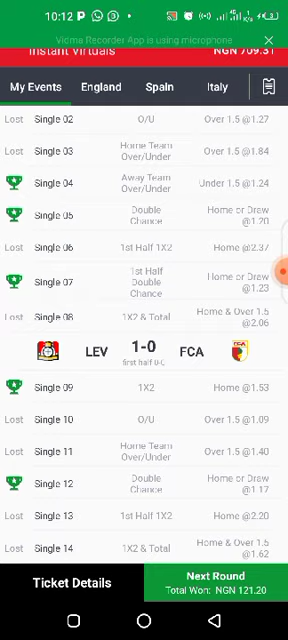 10:12 P
Vidma Recorder App is using microphone
Instant Virtuals NGN 709.31
My Events England Spain Italy
Lost Single 02 O/U Over 1.5 @1.27
Lost Single 03 Home Team Over/Under Over 1.5 @1.84
Single 04 Away Team Over/Under Under 1.5 @1.24
Single 05 Double Chance Home or Draw @1.20
Lost Single 06 1st Half 1X2 Home @2.37
Single 07 1st Half Double Chance Home or Draw @1.23
Lost Single 08 1X2 & Total Home & Over 1.5 @2.06
LEV 1-0 FCA
first half 0-0
Single 09 1X2 Home @1.53
Lost Single 10 O/U Over 1.5 @1.09
Lost Single 11 Home Team Over/Under Over 1.5 @1.40
Single 12 Double Chance Home or Draw @1.17
Lost Single 13 1st Half 1X2 Home @2.20
Lost Single 14 1X2 & Total Home & Over 1.5 @1.62
Ticket Details
Next Round
Total Won: NGN 121.20